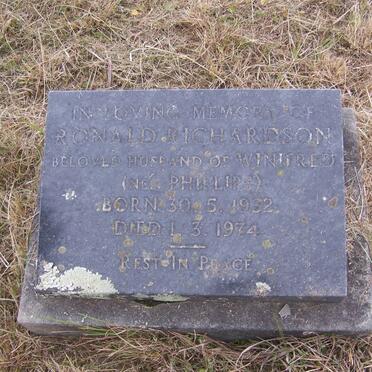 IN LOVING MEMORY OF
RONALD RICHARDSON
BELOVED HUSBAND OF WINIFRED
(NEE PHILLIPS)
BORN 30. 5. 1932
DIED 1. 3. 1974
REST IN PEACE